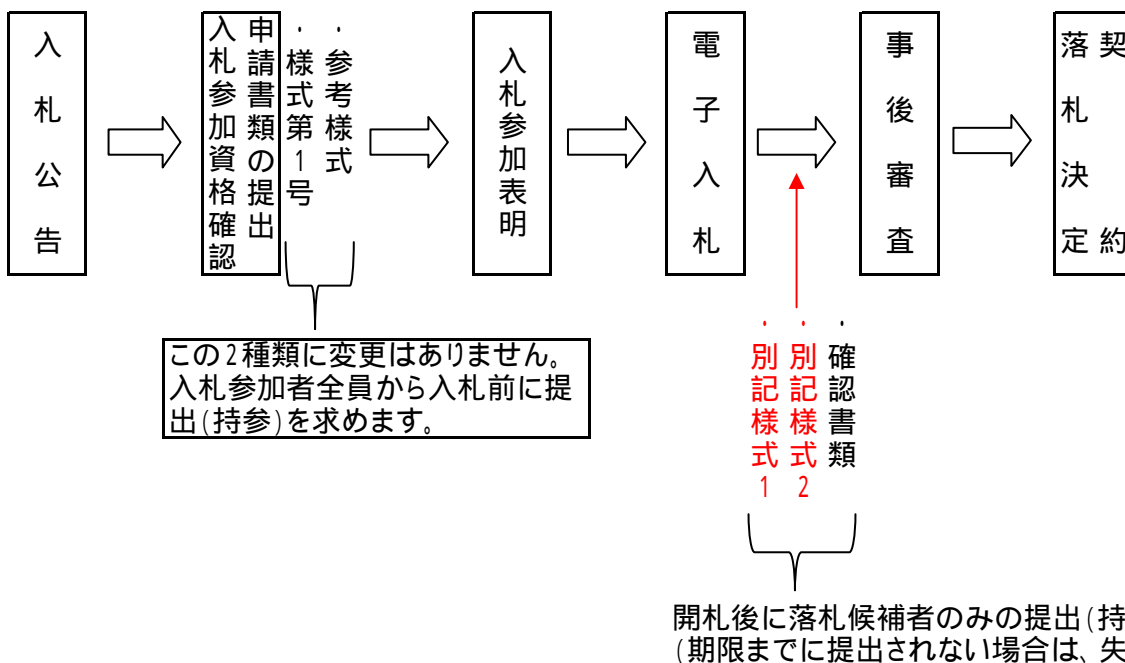 入札公告
入札参加資格確認
申請書類の提出
・様式第1号
・参考様式
入札参加表明
電子入札
事後審査
落札決定
契約
この2種類に変更はありません。
入札参加者全員から入札前に提
出(持参)を求めます。
・別記様式1
・別記様式2
・確認書類
開札後に落札候補者のみの提出(持
(期限までに提出されない場合は、失